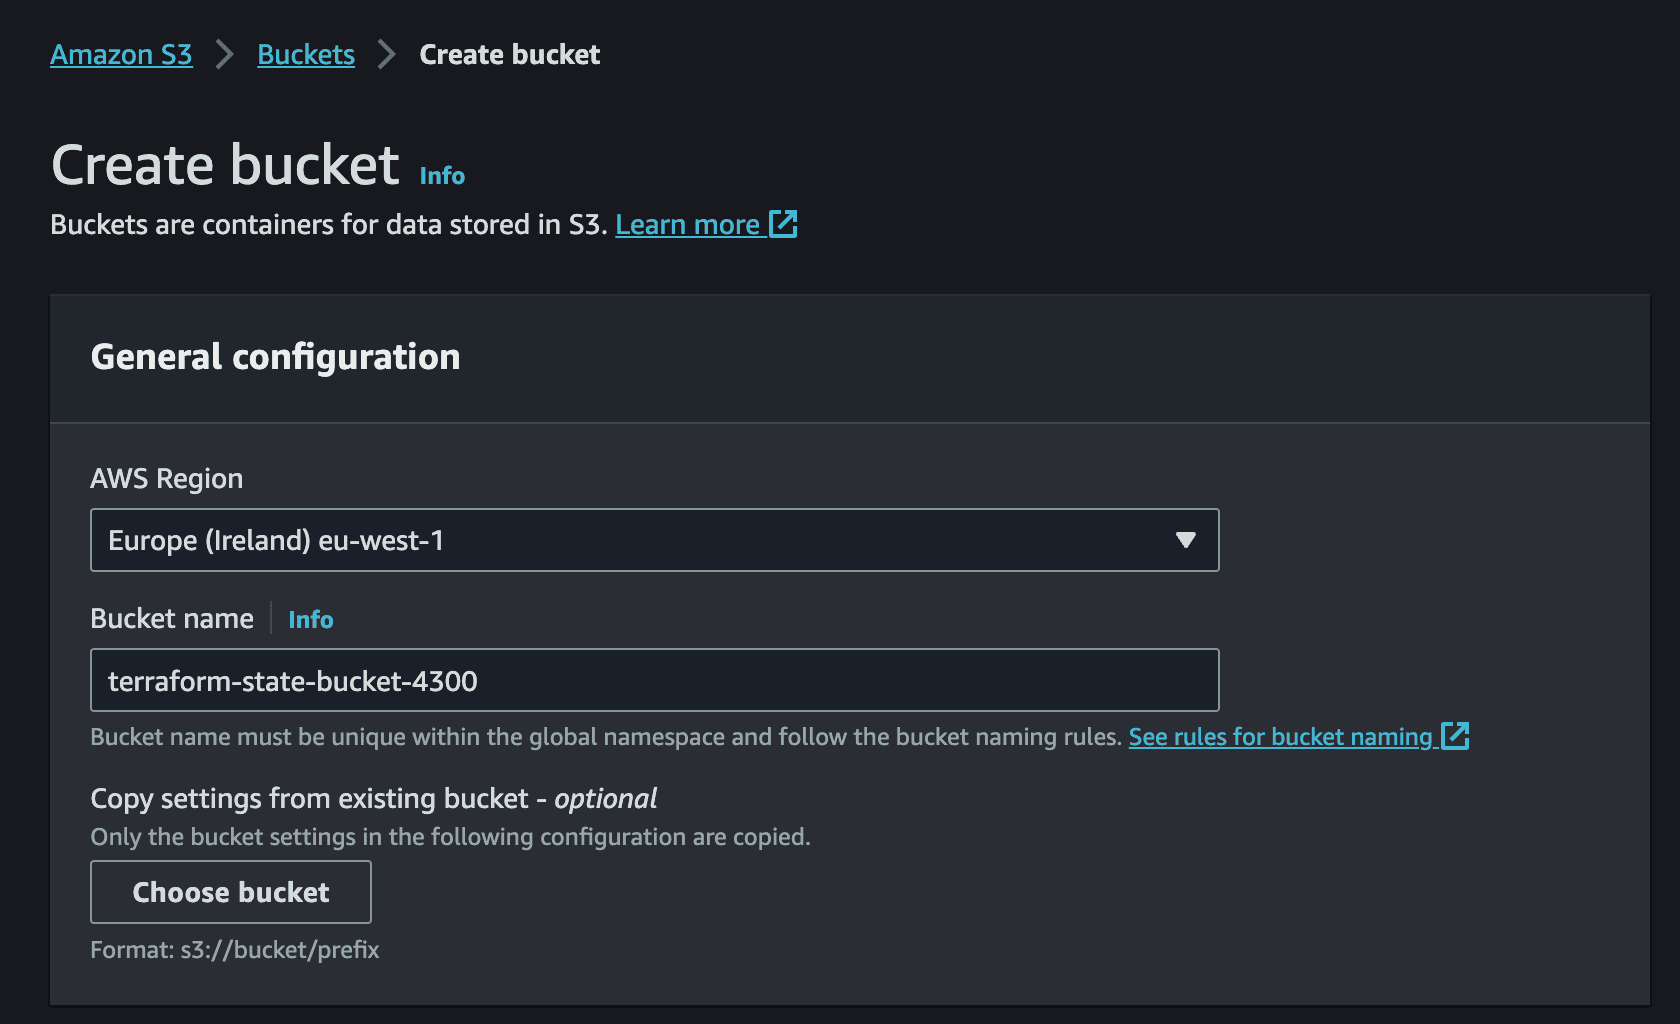 Amazon S3 > Buckets > Create bucket
Create bucket Info
Buckets are containers for data stored in S3. Learn more
General configuration
AWS Region
Europe (Ireland) eu-west-1
Bucket name Info
terraform-state-bucket-4300
Bucket name must be unique within the global namespace and follow the bucket naming rules. See rules for bucket naming
Copy settings from existing bucket - optional
Only the bucket settings in the following configuration are copied.
Choose bucket
Format: s3://bucket/prefix